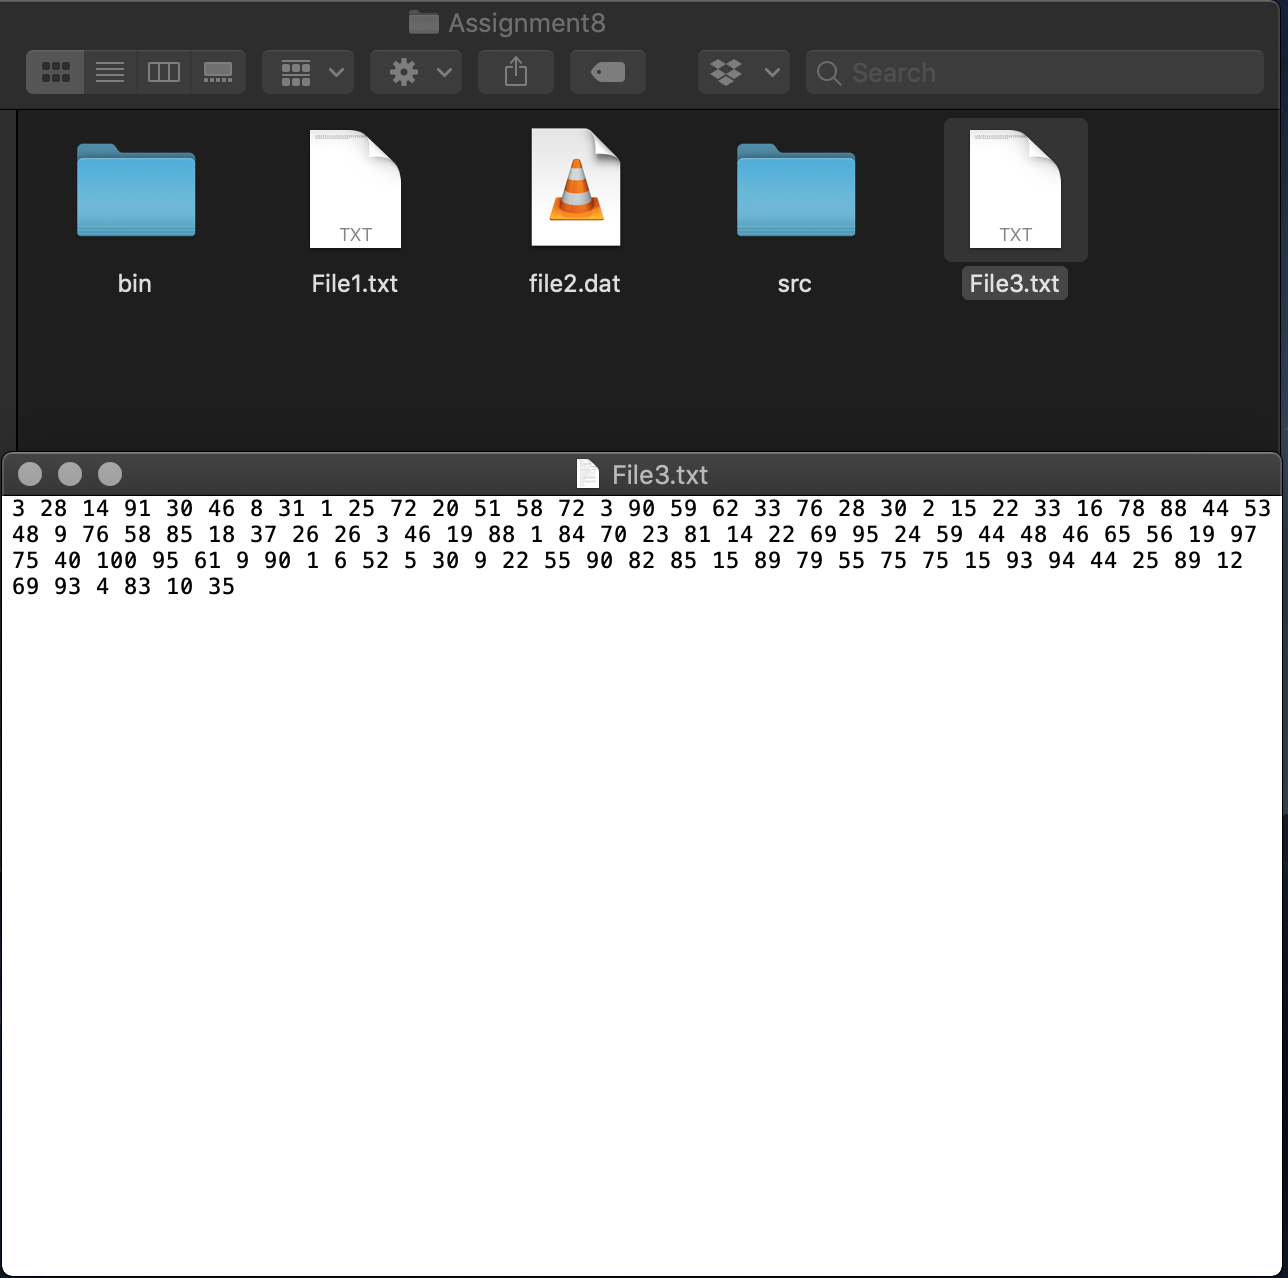 Assignment8
Search
TXT
TXT
bin
File1.txt
file2.dat
src
File3.txt
File3.txt
3 28 14 91 30 46 8 31 1 25 72 20 51 58 72 3 90 59 62 33 76 28 30 2 15 22 33 16 78 88 44 53
48 9 76 58 85 18 37 26 26 3 46 19 88 1 84 70 23 81 14 22 69 95 24 59 44 48 46 65 56 19 97
75 40 100 95 61 9 90 1 6 52 5 30 9 22 55 90 82 85 15 89 79 55 75 75 15 93 94 44 25 89 12
69 93 4 83 10 35